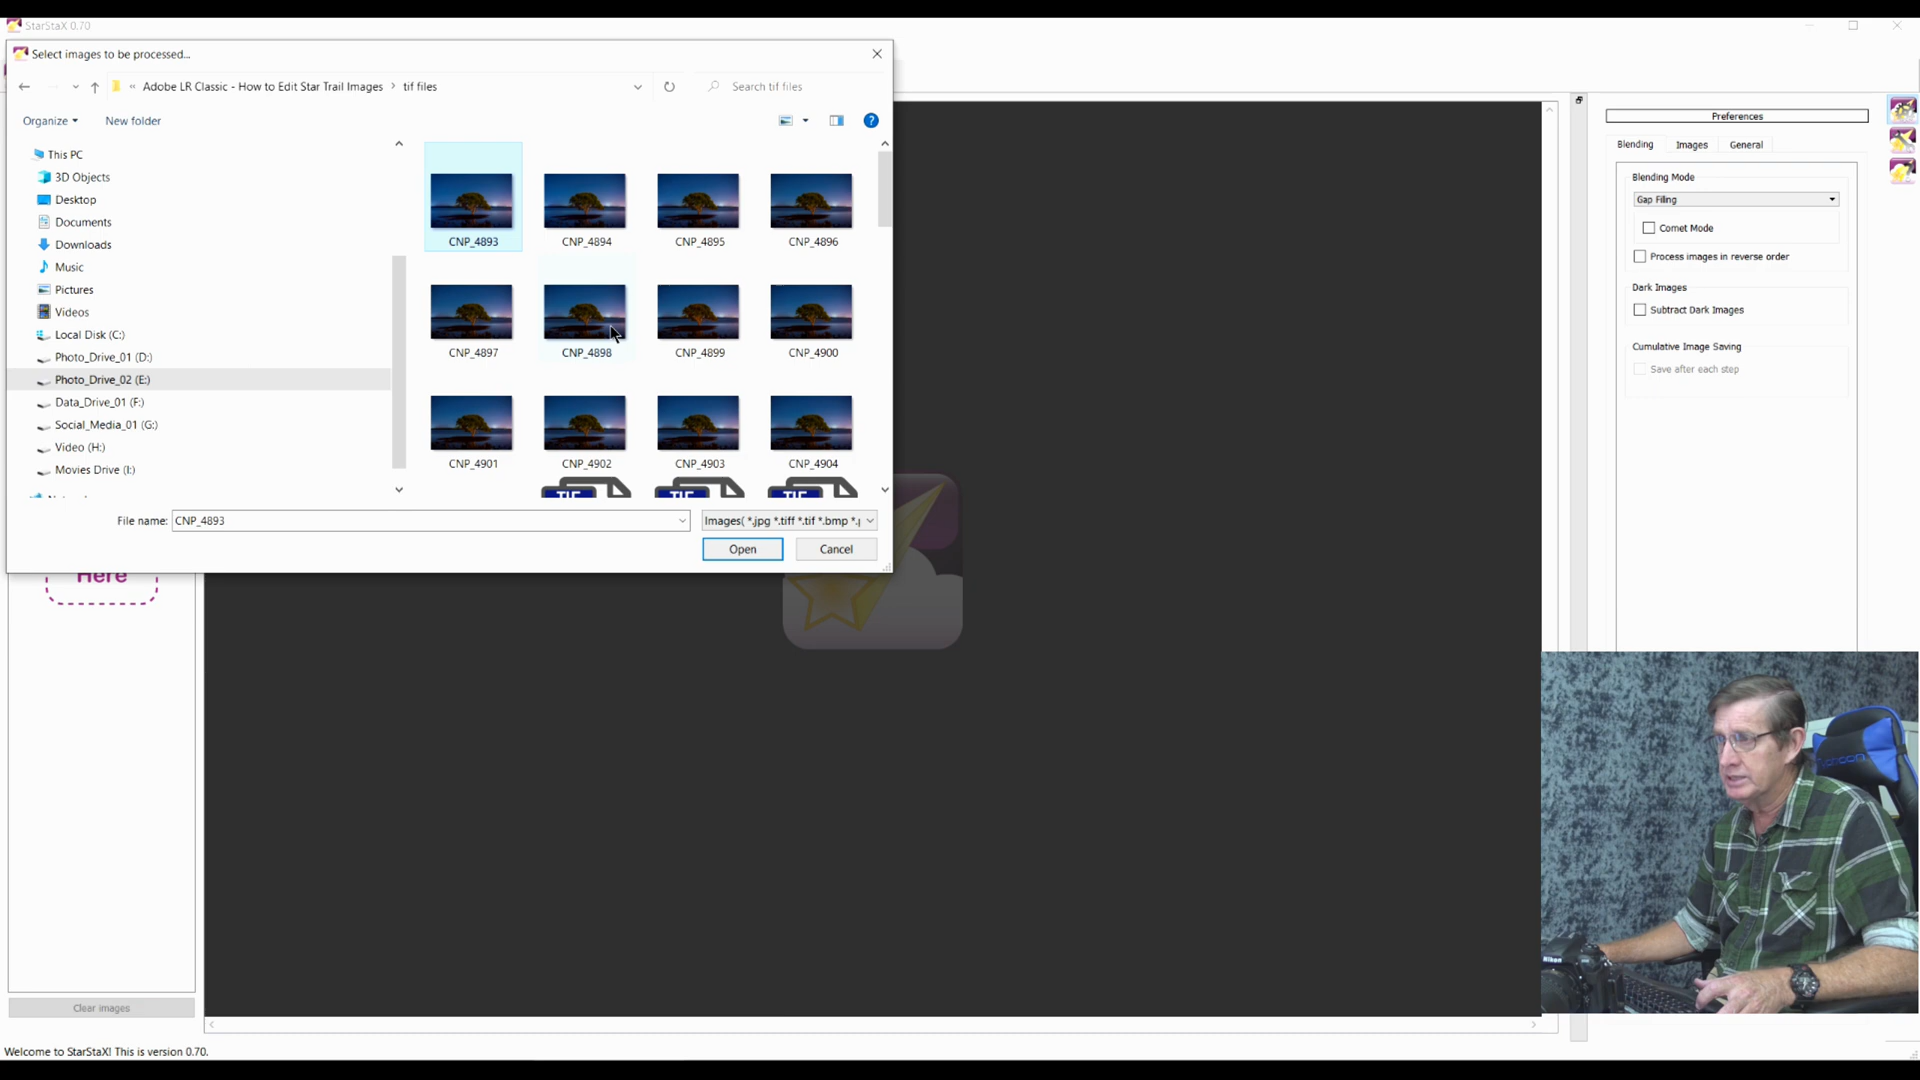 StarStaX 0.70
Select images to be processed...
« Adobe LR Classic - How to Edit Star Trail Images > tif files
Search tif files
Organize
New folder
This PC
3D Objects
Desktop
Documents
Downloads
Music
Pictures
Videos
Local Disk (C:)
Photo_Drive_01 (D:)
Photo_Drive_02 (E:)
Data_Drive_01 (F:)
Social_Media_01 (G:)
Video (H:)
Movies Drive (I:)
CNP_4893
CNP_4894
CNP_4895
CNP_4896
CNP_4897
CNP_4898
CNP_4899
CNP_4900
CNP_4901
CNP_4902
CNP_4903
CNP_4904
TIF
TIF
TIF
File name:
CNP_4893
Images( *.jpg *.tiff *.tif *.bmp *.
Open
Cancel
Here
Clear images
Welcome to StarStaX! This is version 0.70.
Preferences
Blending
Images
General
Blending Mode
Gap Filling
Comet Mode
Process images in reverse order
Dark Images
Subtract Dark Images
Cumulative Image Saving
Save after each step
Nikon